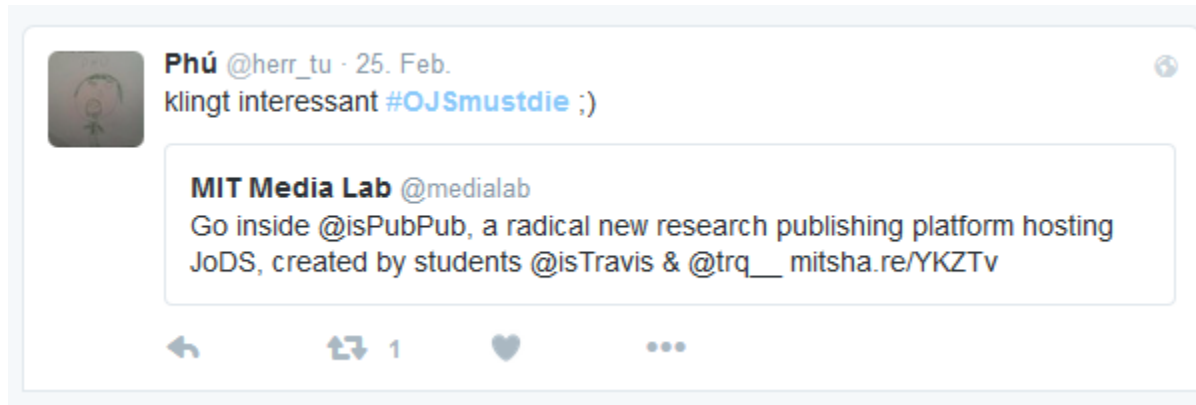 Phú @herr_tu · 25. Feb.
klingt interessant #OJSmustdie ;)
MIT Media Lab @medialab
Go inside @isPubPub, a radical new research publishing platform hosting
JoDS, created by students @isTravis & @trq__ mitsha.re/YKZTv
1